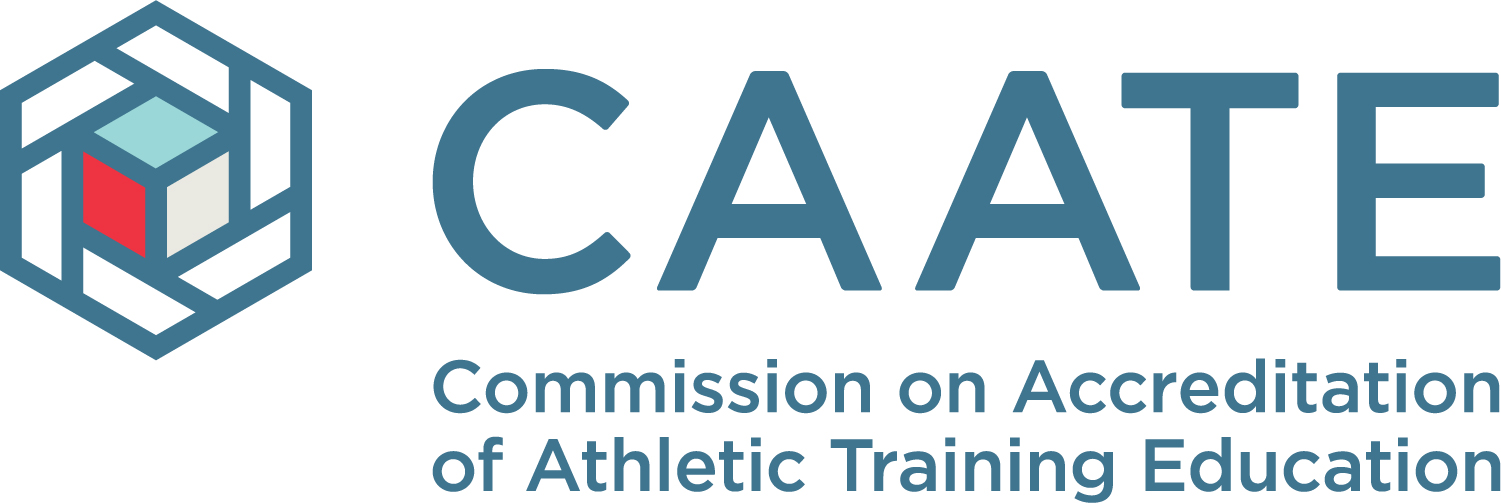 CAATE
Commission on Accreditation
of Athletic Training Education